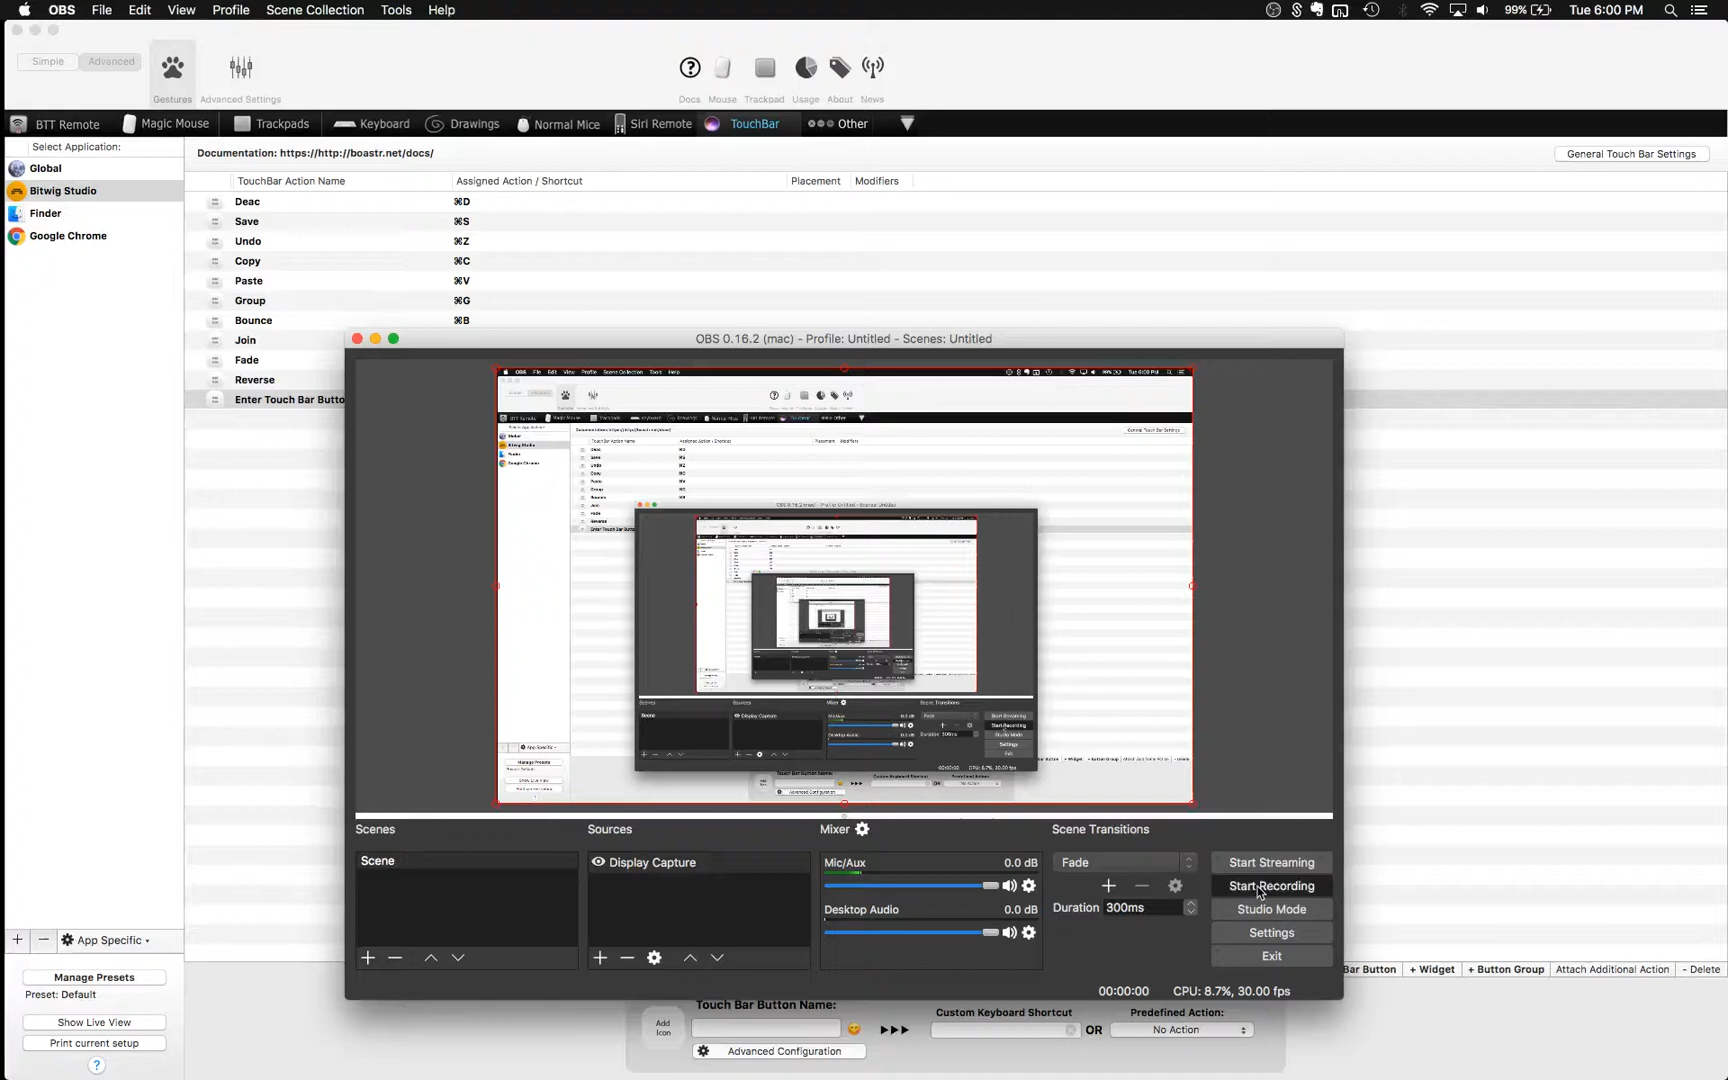 OBS File Edit View Profile Scene Collection Tools Help 99% Tue 6:00 PM
Simple Advanced
Gestures Advanced Settings Docs Mouse Trackpad Usage About News
BTT Remote Magic Mouse Trackpads Keyboard Drawings Normal Mice Siri Remote TouchBar Other
Select Application: Documentation: https://http://boastr.net/docs/ General Touch Bar Settings
Global
Bitwig Studio
Finder
Google Chrome
TouchBar Action Name Assigned Action / Shortcut Placement Modifiers
Deac ⌘D
Save ⌘S
Undo ⌘Z
Copy ⌘C
Paste ⌘V
Group ⌘G
Bounce ⌘B
Join
Fade
Reverse
Enter Touch Bar Butto
OBS 0.16.2 (mac) - Profile: Untitled - Scenes: Untitled
Scenes Sources Mixer Scene Transitions
Scene Display Capture Mic/Aux 0.0 dB Fade Start Streaming
Start Recording
Desktop Audio 0.0 dB Duration 300ms Studio Mode
Settings
Exit
00:00:00 CPU: 8.7%, 30.00 fps
+ − App Specific
Manage Presets
Preset: Default
Show Live View
Print current setup
?
Bar Button + Widget + Button Group Attach Additional Action - Delete
Add Icon
Touch Bar Button Name: Custom Keyboard Shortcut Predefined Action:
OR No Action
Advanced Configuration